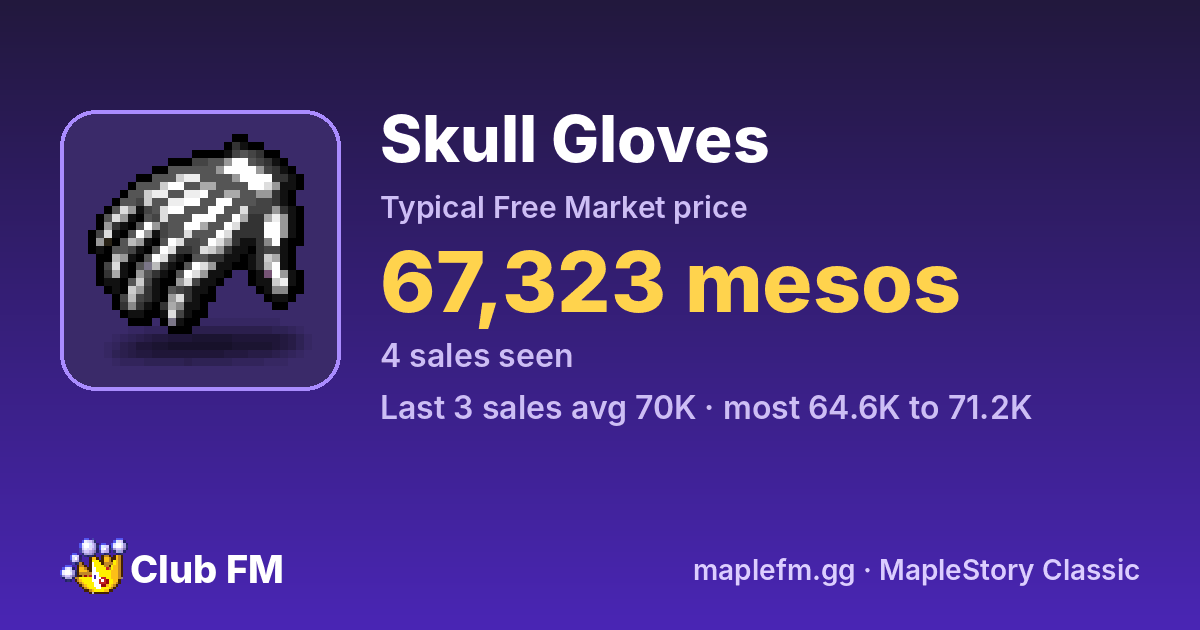 Skull Gloves
Typical Free Market price
67,323 mesos
4 sales seen
Last 3 sales avg 70K · most 64.6K to 71.2K
Club FM
maplefm.gg · MapleStory Classic